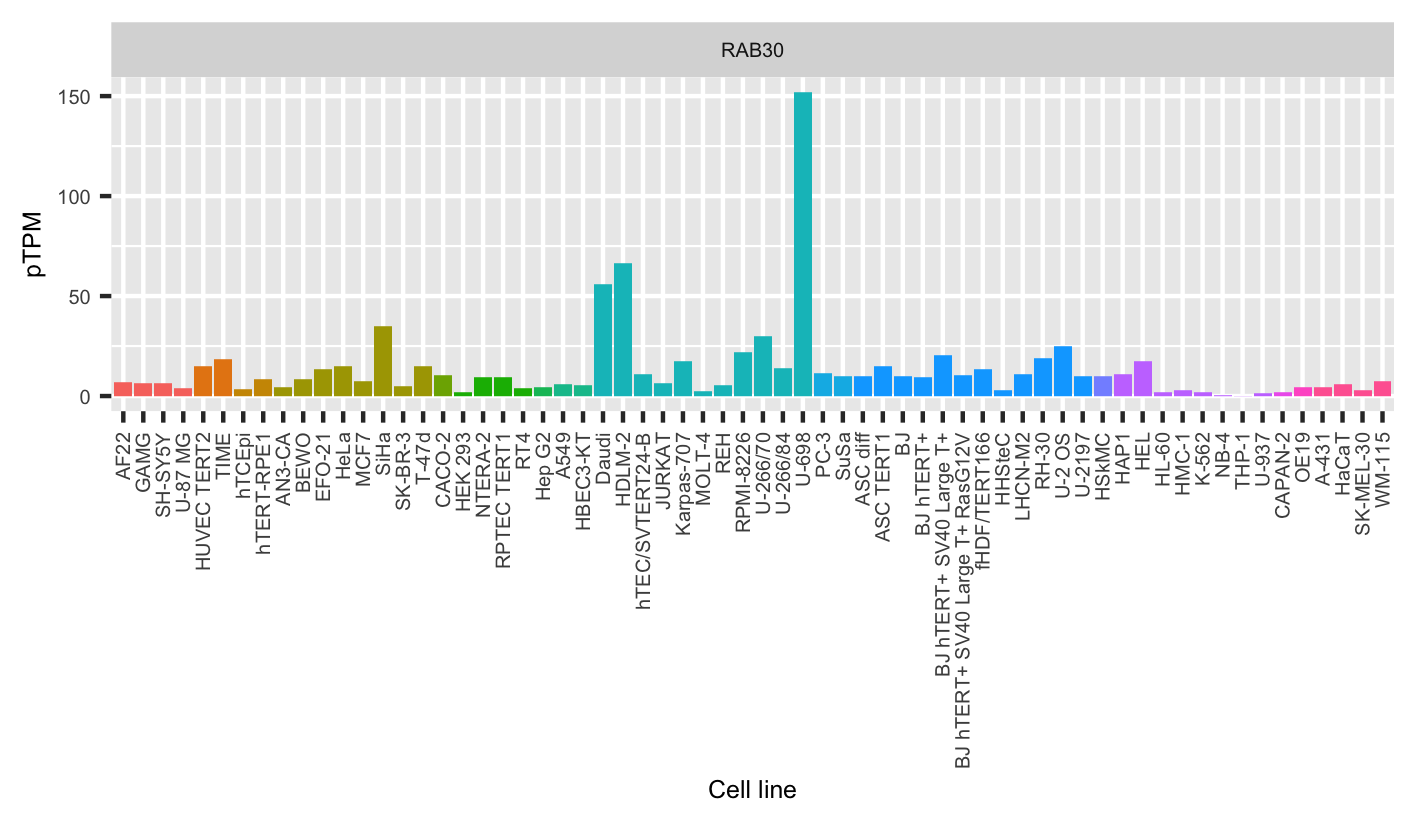 RAB30
pTPM
150
100
50
0
AF22
GAMG
SH-SY5Y
U-87 MG
HUVEC TERT2
TIME
hTCEpi
hTERT-RPE1
AN3-CA
BEWO
EFO-21
HeLa
MCF7
SiHa
SK-BR-3
T-47d
CACO-2
HEK 293
NTERA-2
RPTEC TERT1
RT4
Hep G2
A549
HBEC3-KT
Daudi
HDLM-2
hTEC/SVTERT24-B
JURKAT
Karpas-707
MOLT-4
REH
RPMI-8226
U-266/70
U-266/84
U-698
PC-3
SuSa
ASC diff
ASC TERT1
BJ
BJ hTERT+
BJ hTERT+ SV40 Large T+
BJ hTERT+ SV40 Large T+ RasG12V
fHDF/TERT166
HHSteC
LHCN-M2
RH-30
U-2 OS
U-2197
HSkMC
HAP1
HEL
HL-60
HMC-1
K-562
NB-4
THP-1
U-937
CAPAN-2
OE19
A-431
HaCaT
SK-MEL-30
WM-115
Cell line